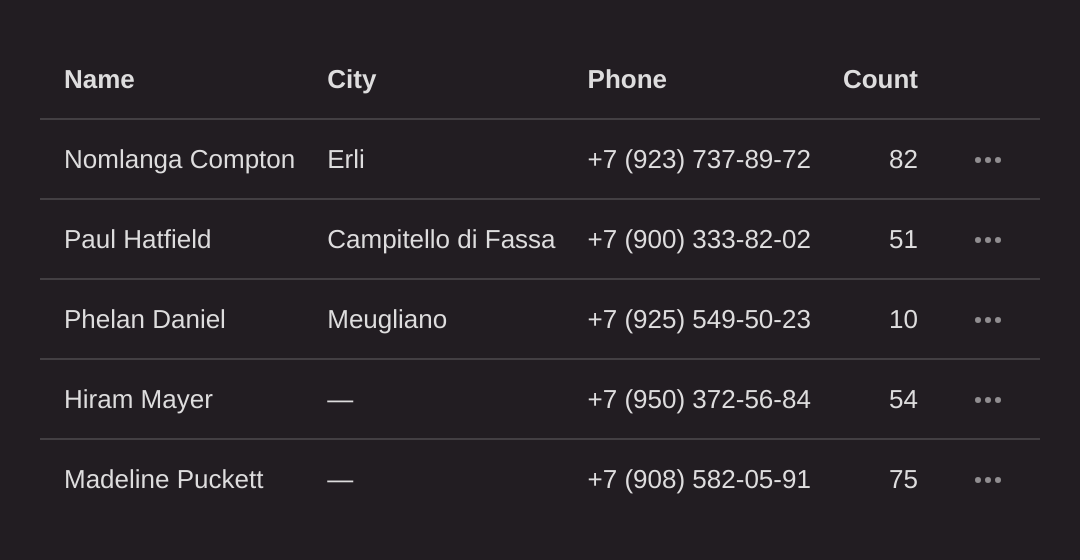 Name City Phone Count
Nomlanga Compton Erli +7 (923) 737-89-72 82
Paul Hatfield Campitello di Fassa +7 (900) 333-82-02 51
Phelan Daniel Meugliano +7 (925) 549-50-23 10
Hiram Mayer — +7 (950) 372-56-84 54
Madeline Puckett — +7 (908) 582-05-91 75